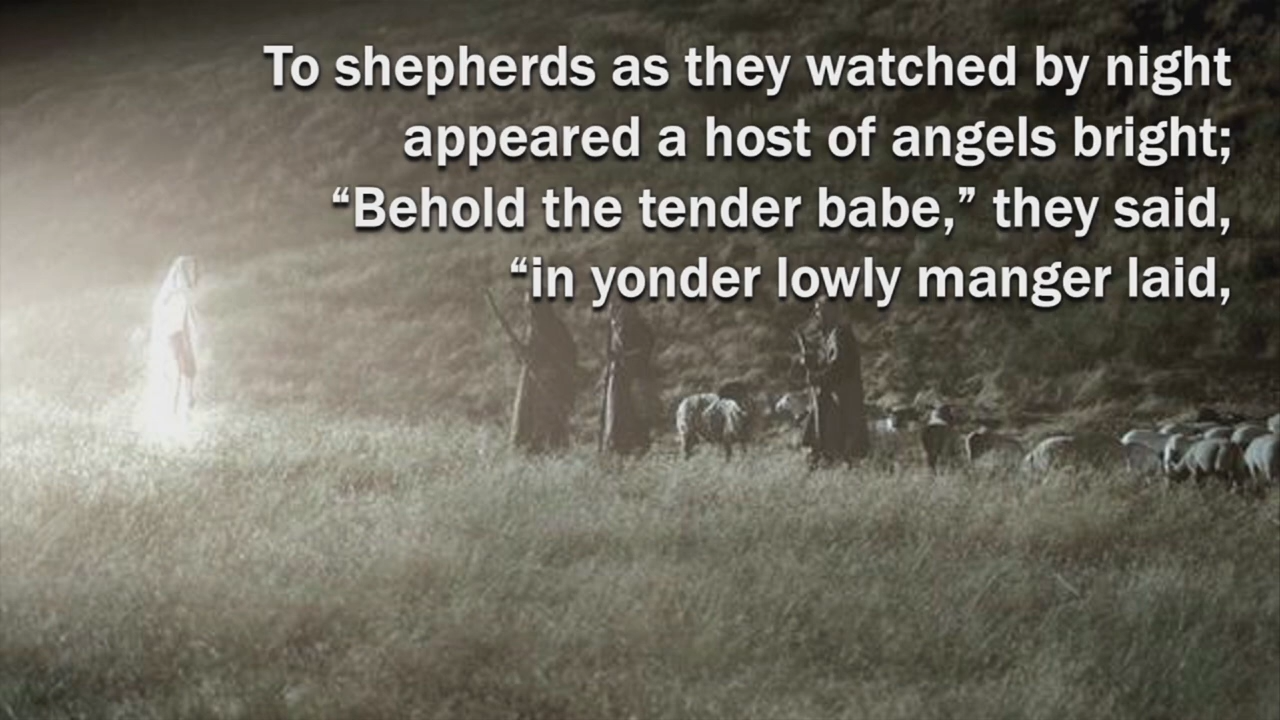 To shepherds as they watched by night
appeared a host of angels bright;
“Behold the tender babe,” they said,
“in yonder lowly manger laid,